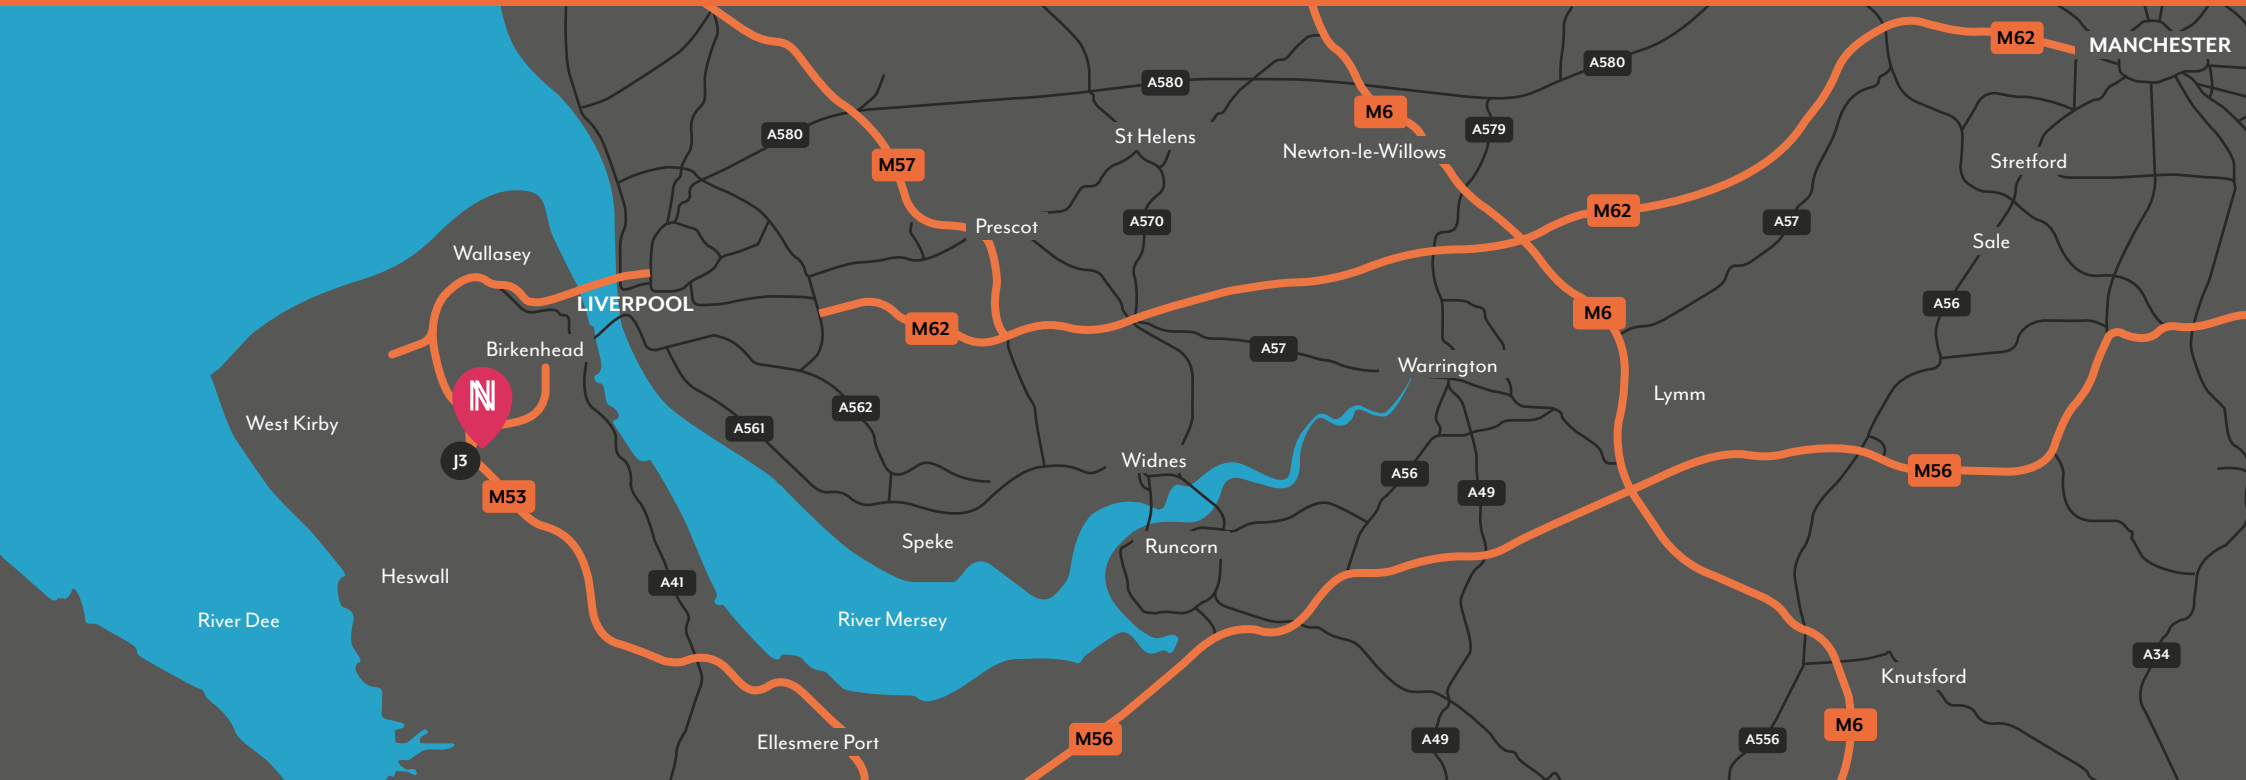 M62
MANCHESTER
A580
A580
M6
A579
A580
St Helens
Newton-le-Willows
M57
Stretford
M62
A570
A57
Prescot
Sale
Wallasey
LIVERPOOL
A56
M6
M62
Birkenhead
A57
Warrington
Lymm
N
A562
West Kirby
A561
J3
Widnes
A56
M56
M53
A49
Speke
Runcorn
Heswall
A41
River Dee
River Mersey
A34
Knutsford
M6
Ellesmere Port
M56
A49
A556